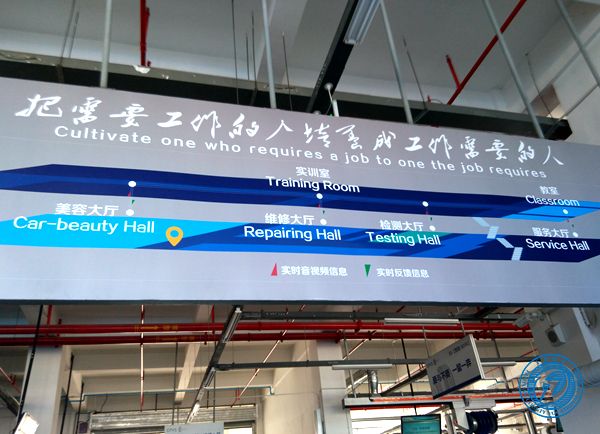 把需要工作的人培养成工作需要的人
Cultivate one who requires a job to one the job requires
实训室
Training Room
教室
Classroom
美容大厅
Car-beauty Hall
维修大厅
Repairing Hall
检测大厅
Testing Hall
服务大厅
Service Hall
实时音视频信息
实时反馈信息